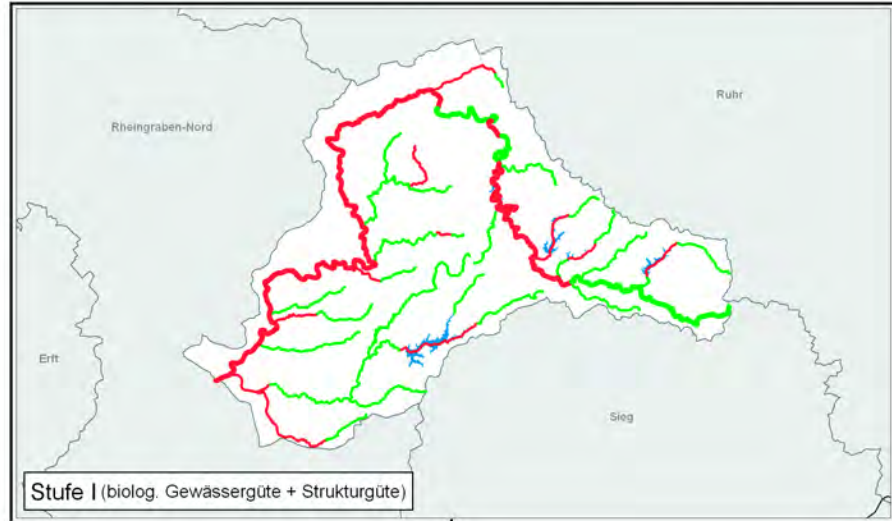 Ruhr
Rheingraben-Nord
Erft
Sieg
Stufe I (biolog. Gewässergüte + Strukturgüte)